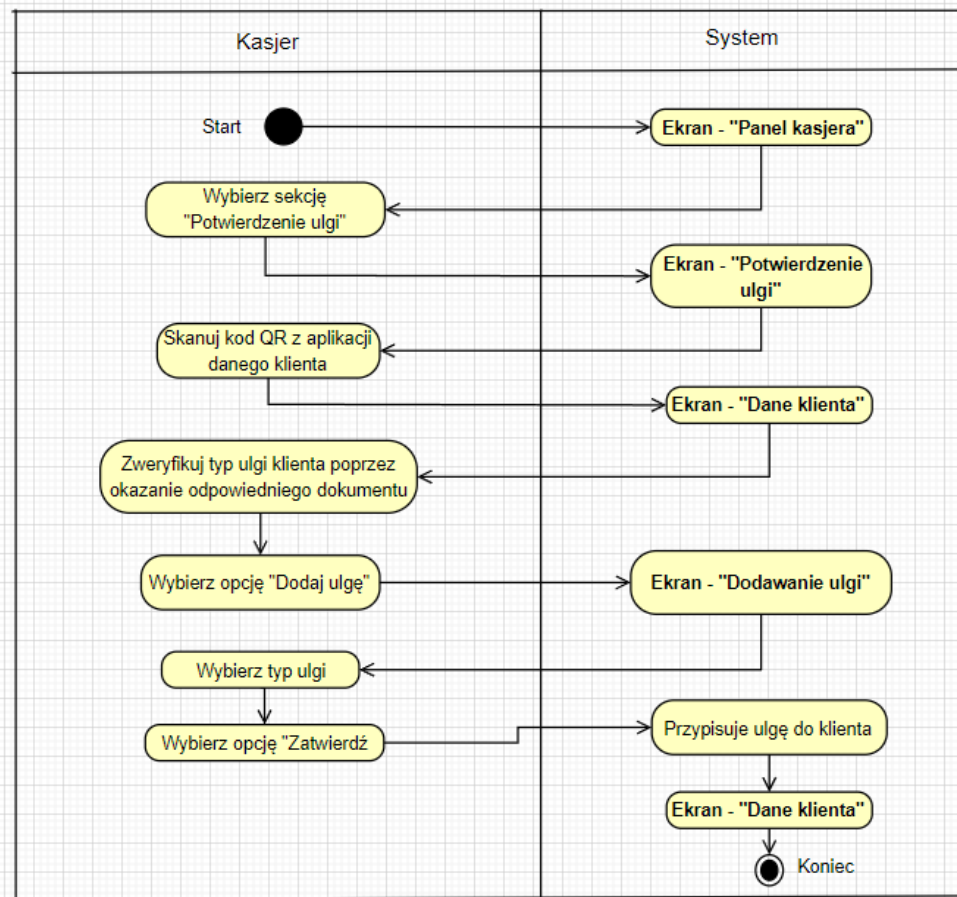 Kasjer
System
Start
Ekran - "Panel kasjera"
Wybierz sekcję
"Potwierdzenie ulgi"
Ekran - "Potwierdzenie
ulgi"
Skanuj kod QR z aplikacji
danego klienta
Ekran - "Dane klienta"
Zweryfikuj typ ulgi klienta poprzez
okazanie odpowiedniego dokumentu
Wybierz opcję "Dodaj ulgę"
Ekran - "Dodawanie ulgi"
Wybierz typ ulgi
Wybierz opcję "Zatwierdź
Przypisuje ulgę do klienta
Ekran - "Dane klienta"
Koniec